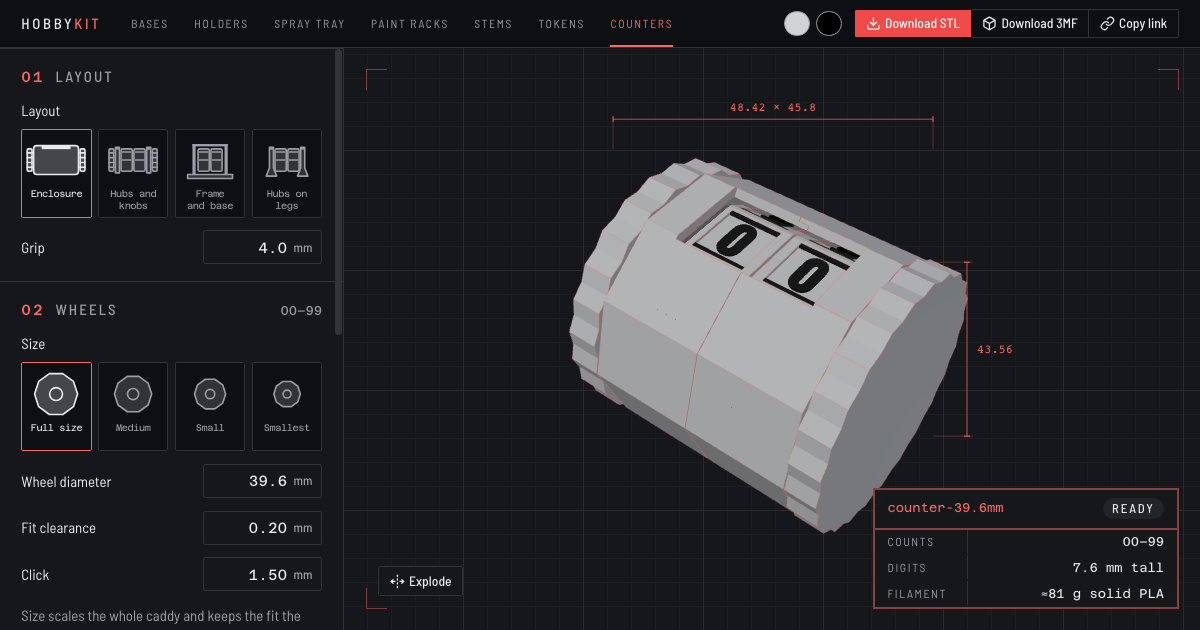 HOBBYKIT
BASES
HOLDERS
SPRAY TRAY
PAINT RACKS
STEMS
TOKENS
COUNTERS
Download STL
Download 3MF
Copy link
01 LAYOUT
Layout
Enclosure
Hubs and
knobs
Frame
and base
Hubs on
legs
Grip
4.0 mm
02 WHEELS
00–99
Size
Full size
Medium
Small
Smallest
Wheel diameter
39.6 mm
Fit clearance
0.20 mm
Click
1.50 mm
Size scales the whole caddy and keeps the fit the
48.42 × 45.8
0
0
43.56
Explode
counter-39.6mm
READY
COUNTS
00–99
DIGITS
7.6 mm tall
FILAMENT
≈81 g solid PLA